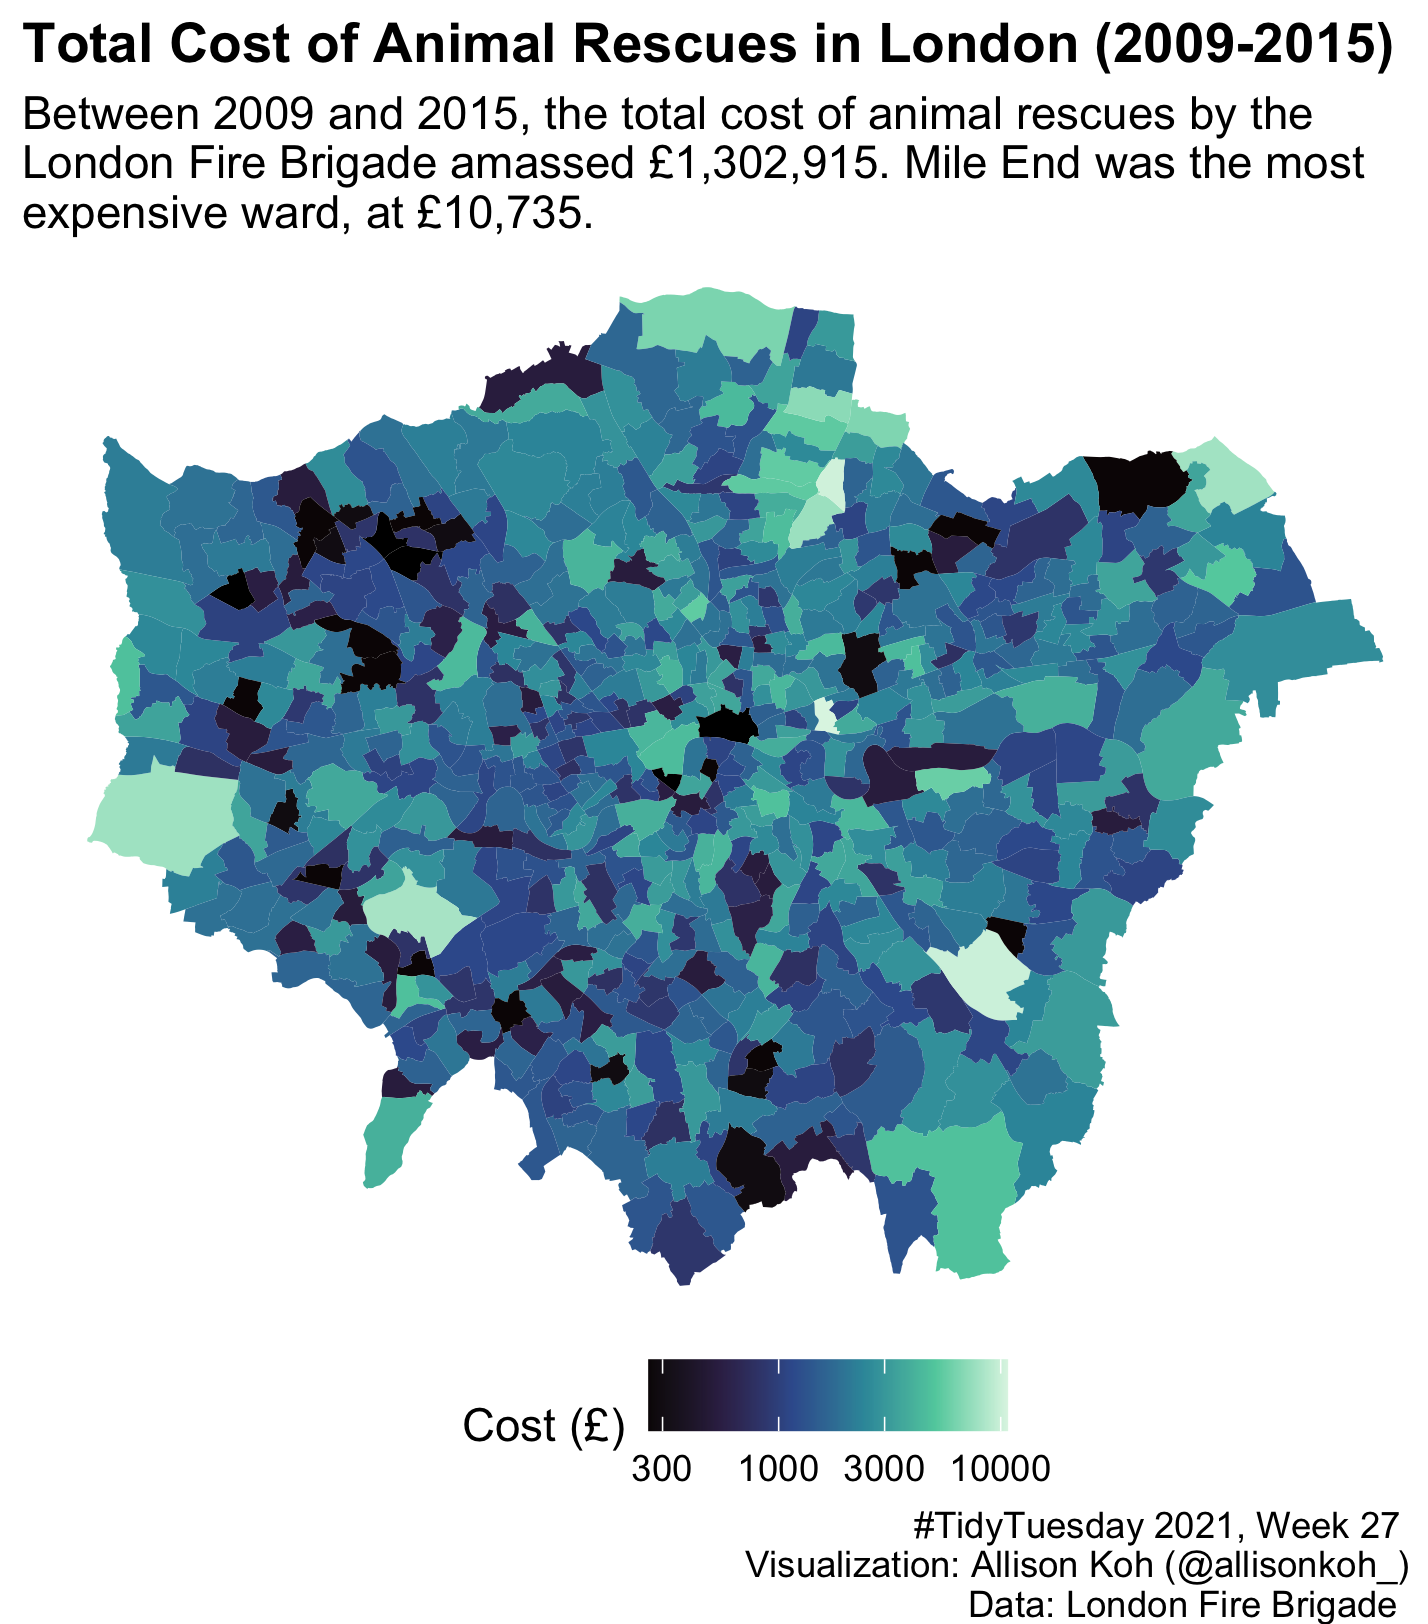 Total Cost of Animal Rescues in London (2009-2015)
Between 2009 and 2015, the total cost of animal rescues by the
London Fire Brigade amassed £1,302,915. Mile End was the most
expensive ward, at £10,735.
Cost (£)
300 1000 3000 10000
#TidyTuesday 2021, Week 27
Visualization: Allison Koh (@allisonkoh_)
Data: London Fire Brigade